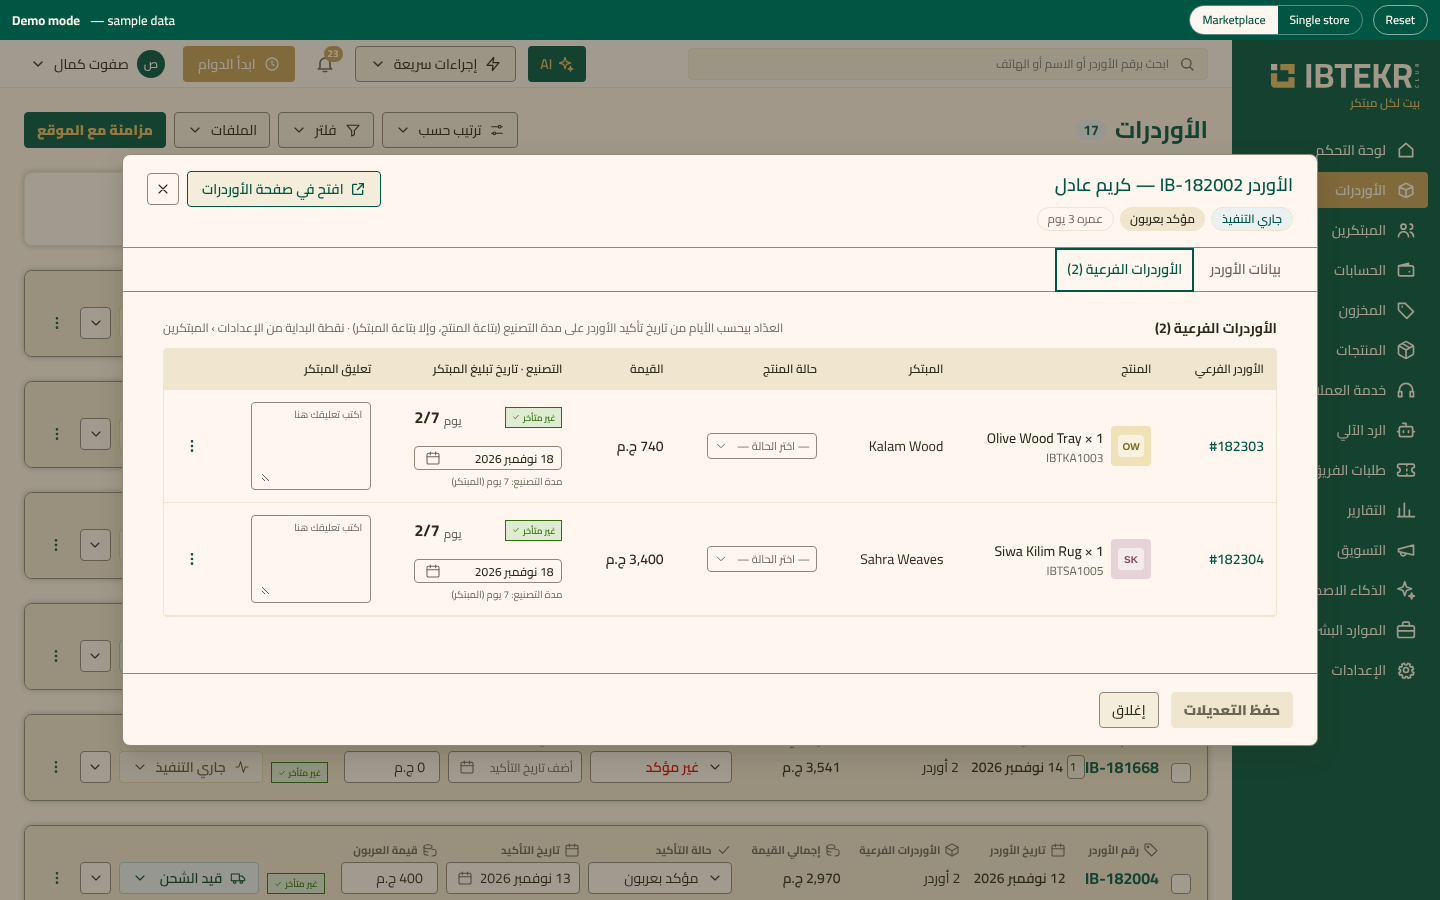 Demo mode — sample data
Marketplace
Single store
Reset
IBTEKR CLUB
بيت لكل مبتكر
ابحث برقم الأوردر أو الاسم أو الهاتف
AI
إجراءات سريعة
23
ابدأ الدوام
ص
صفوت كمال
لوحة التحكم
الأوردرات
المبتكرين
الحسابات
المخزون
المنتجات
خدمة العملا
الرد الآلي
طلبات الفريق
التقارير
التسويق
الذكاء الاصط
الموارد البشر
الإعدادات
الأوردرات 17
ترتيب حسب
فلتر
الملفات
مزامنة مع الموقع
الأوردر IB-182002 — كريم عادل
افتح في صفحة الأوردرات
جاري التنفيذ
مؤكد بعربون
عمره 3 يوم
بيانات الأوردر
الأوردرات الفرعية (2)
الأوردرات الفرعية (2)
العدّاد بيحسب الأيام من تاريخ تأكيد الأوردر على مدة التصنيع (بتاعة المنتج، وإلا بتاعة المبتكر) · نقطة البداية من الإعدادات › المبتكرين
الأوردر الفرعي
المنتج
المبتكر
حالة المنتج
القيمة
التصنيع · تاريخ تبليغ المبتكر
تعليق المبتكر
#182303
OW
Olive Wood Tray × 1
IBTKA1003
Kalam Wood
— اختر الحالة —
740 ج.م
غير متأخر
2/7 يوم
18 نوفمبر 2026
مدة التصنيع: 7 يوم (المبتكر)
اكتب تعليقك هنا
#182304
SK
Siwa Kilim Rug × 1
IBTSA1005
Sahra Weaves
— اختر الحالة —
3,400 ج.م
غير متأخر
2/7 يوم
18 نوفمبر 2026
مدة التصنيع: 7 يوم (المبتكر)
اكتب تعليقك هنا
حفظ التعديلات
إغلاق
IB-181668
1
14 نوفمبر 2026
2 أوردر
3,541 ج.م
غير مؤكد
أضف تاريخ التأكيد
0 ج.م
غير متأخر
جاري التنفيذ
رقم الأوردر
تاريخ الأوردر
الأوردرات الفرعية
إجمالي القيمة
حالة التأكيد
تاريخ التأكيد
قيمة العربون
IB-182004
12 نوفمبر 2026
2 أوردر
2,970 ج.م
مؤكد بعربون
13 نوفمبر 2026
400 ج.م
غير متأخر
قيد الشحن